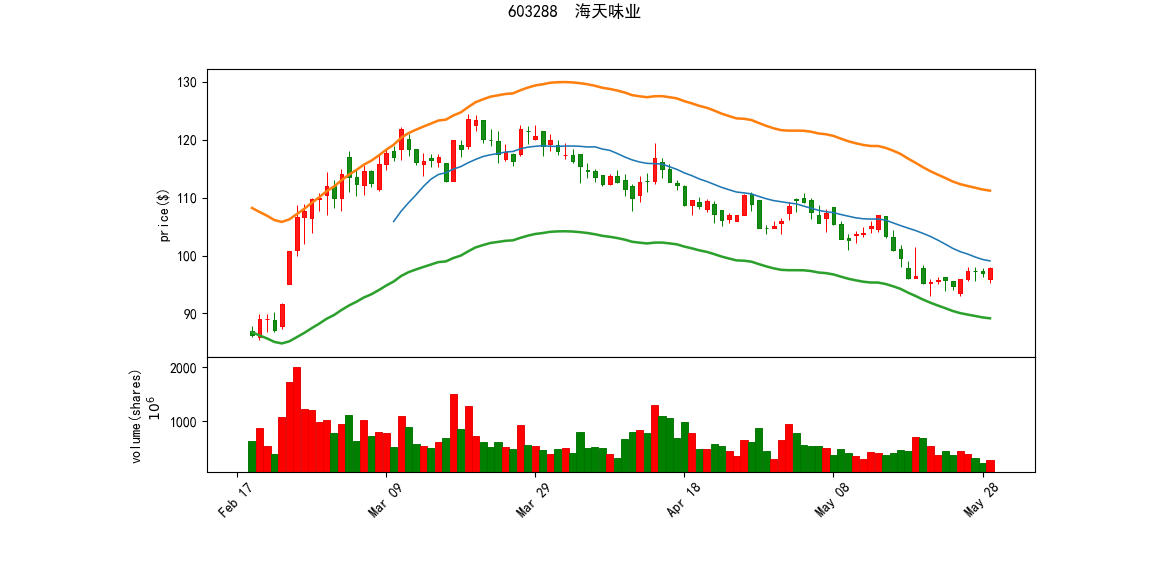 603288 海天味业
price($)
130
120
110
100
90
volume(shares)
10^6
2000
1000
Feb 17
Mar 09
Mar 29
Apr 18
May 08
May 28